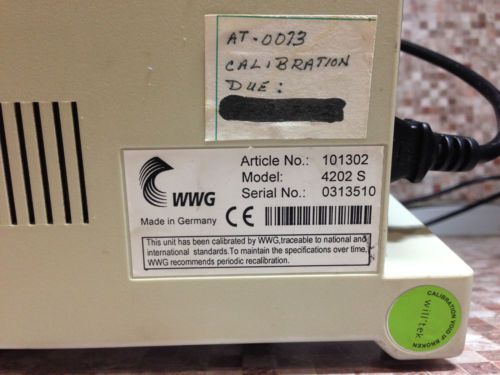 AT-0073
CALIBRATION
DUE:
WWG
Made in Germany
Article No.: 101302
Model: 4202 S
Serial No.: 0313510
CE
This unit has been calibrated by WWG,traceable to national and
international standards.To maintain the specifications over time,
WWG recommends periodic recalibration.
CALIBRATION VOID IF BROKEN
willtek